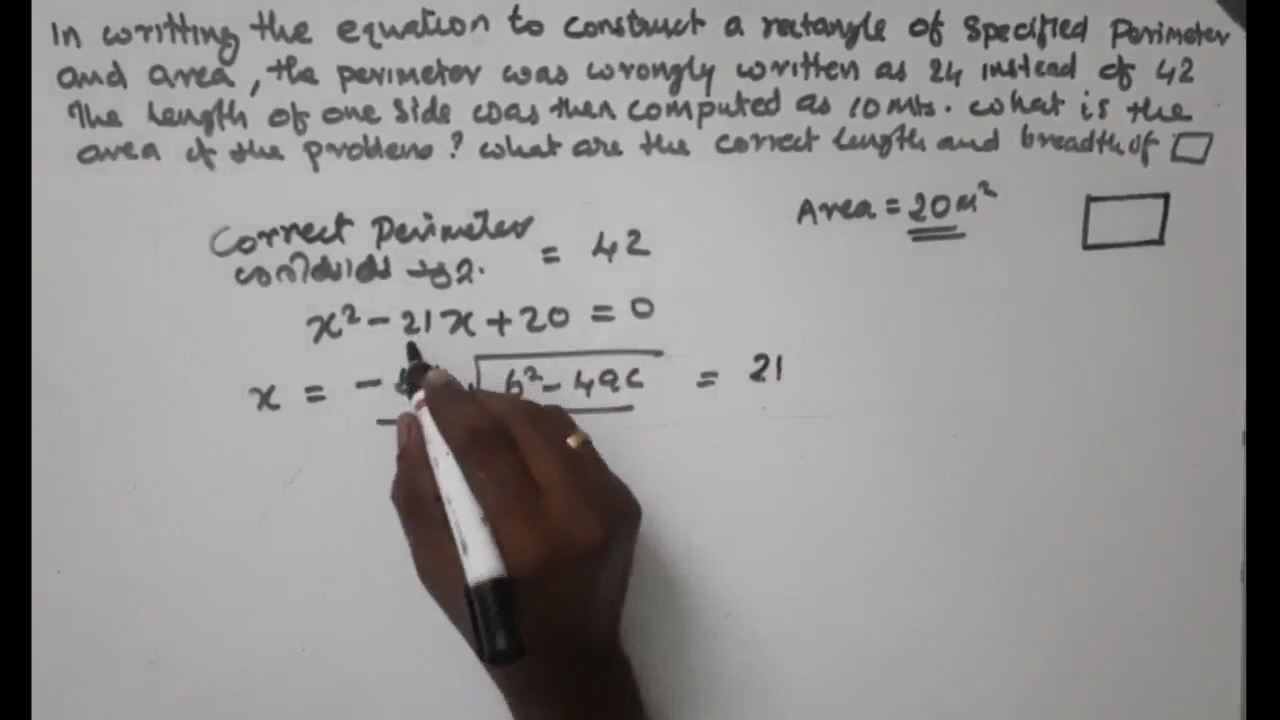 In writting the equation to construct a rectangle of Specified Perimeter
and area, the perimeter was wrongly written as 24 instead of 42
The length of one side was then computed as 10 mts. What is the
area of the problem? What are the correct length and breadth of
Area = 20m²
Correct Perimeter
= 42
x² - 21x + 20 = 0
x = - √b² - 4ac = 21